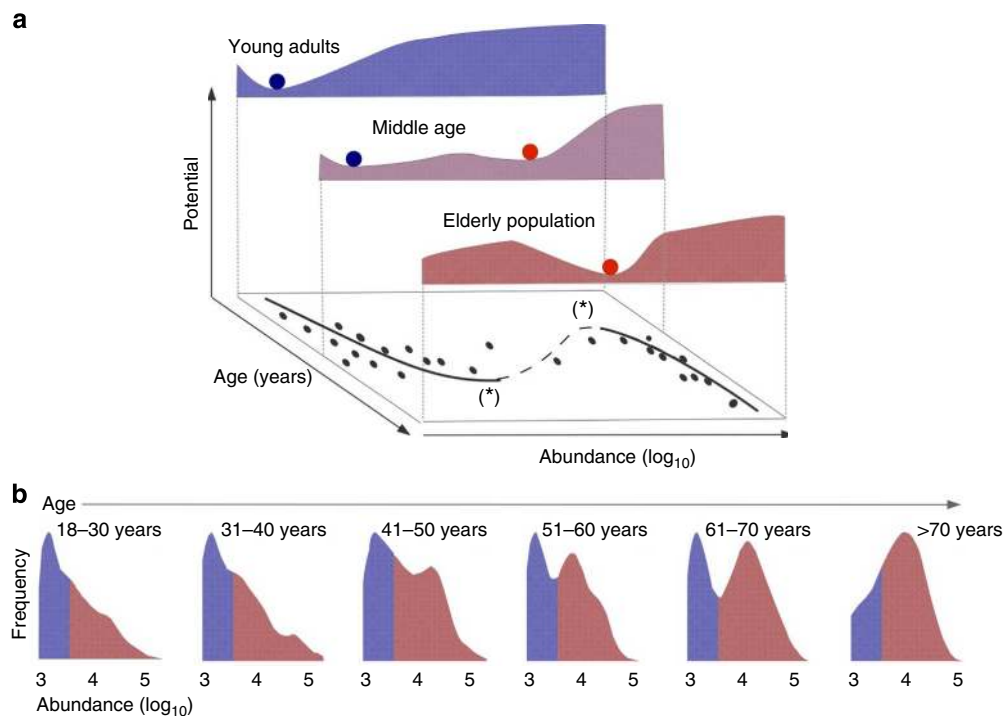 a
Young adults
Middle age
Elderly population
Potential
(*)
(*)
Age (years)
Abundance (log10)
b
Age
18–30 years
31–40 years
41–50 years
51–60 years
61–70 years
>70 years
Frequency
3 4 5
3 4 5
3 4 5
3 4 5
3 4 5
3 4 5
Abundance (log10)